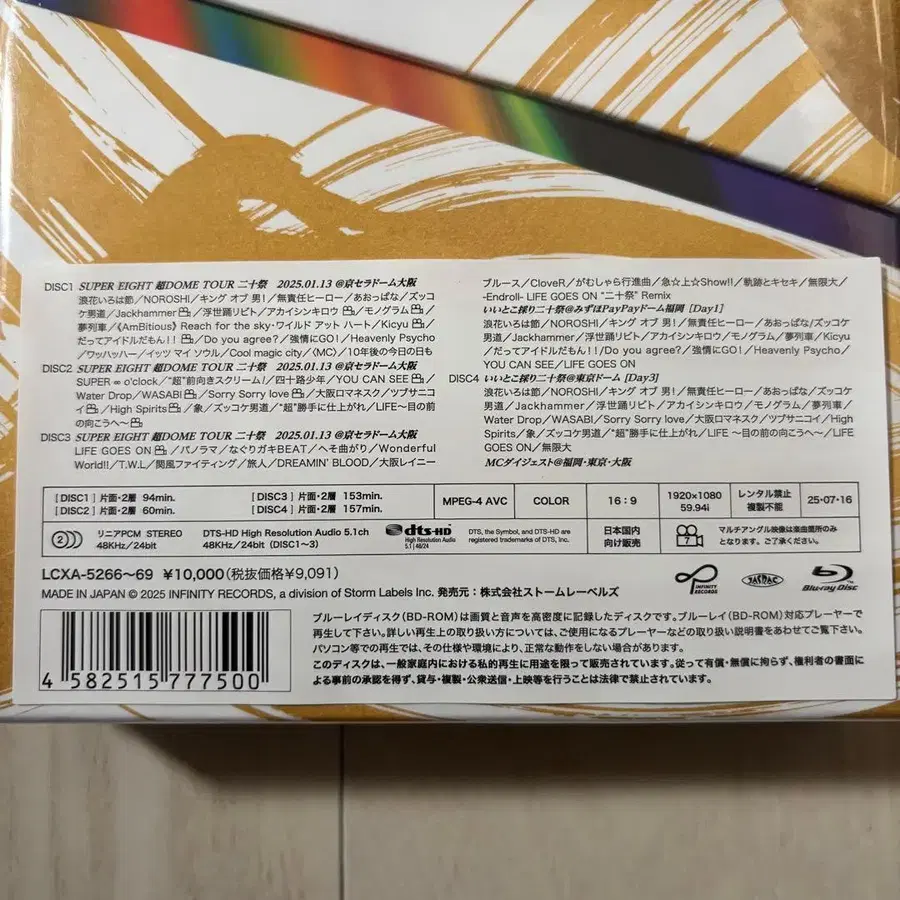 DISC1 SUPER EIGHT 超DOME TOUR 二十祭 2025.01.13 @京セラドーム大阪
浪花いろは節/NOROSHI/キング オブ 男!/無責任ヒーロー/あおっぱな/ズッコ
ケ男道/Jackhammer/浮世踊リビト/アカイシンキロウ/モノグラム/
夢列車/《AmBitious》Reach for the sky・ワイルド アット ハート/Kicyu/
だってアイドルだもん!!/Do you agree?/強情にGO!/Heavenly Psycho
/ワッハッハー/イッツ マイ ソウル/Cool magic city/〈MC〉/10年後の今日の日も
DISC2 SUPER EIGHT 超DOME TOUR 二十祭 2025.01.13 @京セラドーム大阪
SUPER ∞ o'clock/"超"前向きスクリーム!/四十路少年/YOU CAN SEE/
Water Drop/WASABI/Sorry Sorry love/大阪ロマネスク/ツブサニコ
イ/High Spirits/象/ズッコケ男道/"超"勝手に仕上がれ/LIFE〜目の前
の向こうへ〜
DISC3 SUPER EIGHT 超DOME TOUR 二十祭 2025.01.13 @京セラドーム大阪
LIFE GOES ON/パノラマ/なぐりガキBEAT/へそ曲がり/Wonderful
World!!/T.W.L/関風ファイティング/旅人/DREAMIN' BLOOD/大阪レイニー
ブルース/CloveR/がむしゃら行進曲/急☆上☆Show!!/軌跡とキセキ/無限大/
-Endroll- LIFE GOES ON "二十祭" Remix
いいとこ採り二十祭@みずほPayPayドーム福岡 [Day1]
浪花いろは節/NOROSHI/キング オブ 男!/無責任ヒーロー/あおっぱな/ズッコケ
男道/Jackhammer/浮世踊リビト/アカイシンキロウ/モノグラム/夢列車/Kicyu
/だってアイドルだもん!!/Do you agree?/強情にGO!/Heavenly Psycho/
YOU CAN SEE/LIFE GOES ON
DISC4 いいとこ採り二十祭@東京ドーム [Day3]
浪花いろは節/NOROSHI/キング オブ 男!/無責任ヒーロー/あおっぱな/ズッコケ
男道/Jackhammer/浮世踊リビト/アカイシンキロウ/モノグラム/夢列車/
Water Drop/WASABI/Sorry Sorry love/大阪ロマネスク/ツブサニコイ/High
Spirits/象/ズッコケ男道/"超"勝手に仕上がれ/LIFE 〜目の前の向こうへ〜/LIFE
GOES ON/無限大
MCダイジェスト@福岡・東京・大阪
[DISC1] 片面・2層 94min. [DISC3] 片面・2層 153min.
[DISC2] 片面・2層 60min. [DISC4] 片面・2層 157min.
MPEG-4 AVC
COLOR
16:9
1920×1080
59.94i
レンタル禁止
複製不能
25・07・16
2
リニアPCM STEREO
48KHz/24bit
DTS-HD High Resolution Audio 5.1ch
48KHz/24bit (DISC1〜3)
dts-HD
High Resolution Audio
5.1 | 48/24
DTS, the Symbol, and DTS-HD are
registered trademarks of DTS, Inc.
日本国内
向け販売
7
マルチアングル映像は楽曲箇所のみ
となります。ご了承ください。
LCXA-5266〜69 ¥10,000(税抜価格¥9,091)
MADE IN JAPAN © 2025 INFINITY RECORDS, a division of Storm Labels Inc. 発売元:株式会社ストームレーベルズ
INFINITY
RECORDS
JASRAC
Blu-ray Disc
ブルーレイディスク(BD-ROM)は画質と音声を高密度に記録したディスクです。ブルーレイ(BD-ROM)対応プレーヤーで
再生して下さい。詳しい再生上の取り扱い方については、ご使用になるプレーヤーなどの取り扱い説明書をあわせてご覧下さい。
パソコン等での再生では、その仕様や環境により、正常な動作をしない場合があります。
このディスクは、一般家庭内における私的再生に用途を限って販売されています。従って有償・無償に拘らず、権利者の書面に
よる事前の承認を得ず、貸与・複製・公衆送信・上映等を行うことは法律で禁止されています。
4 582515 777500